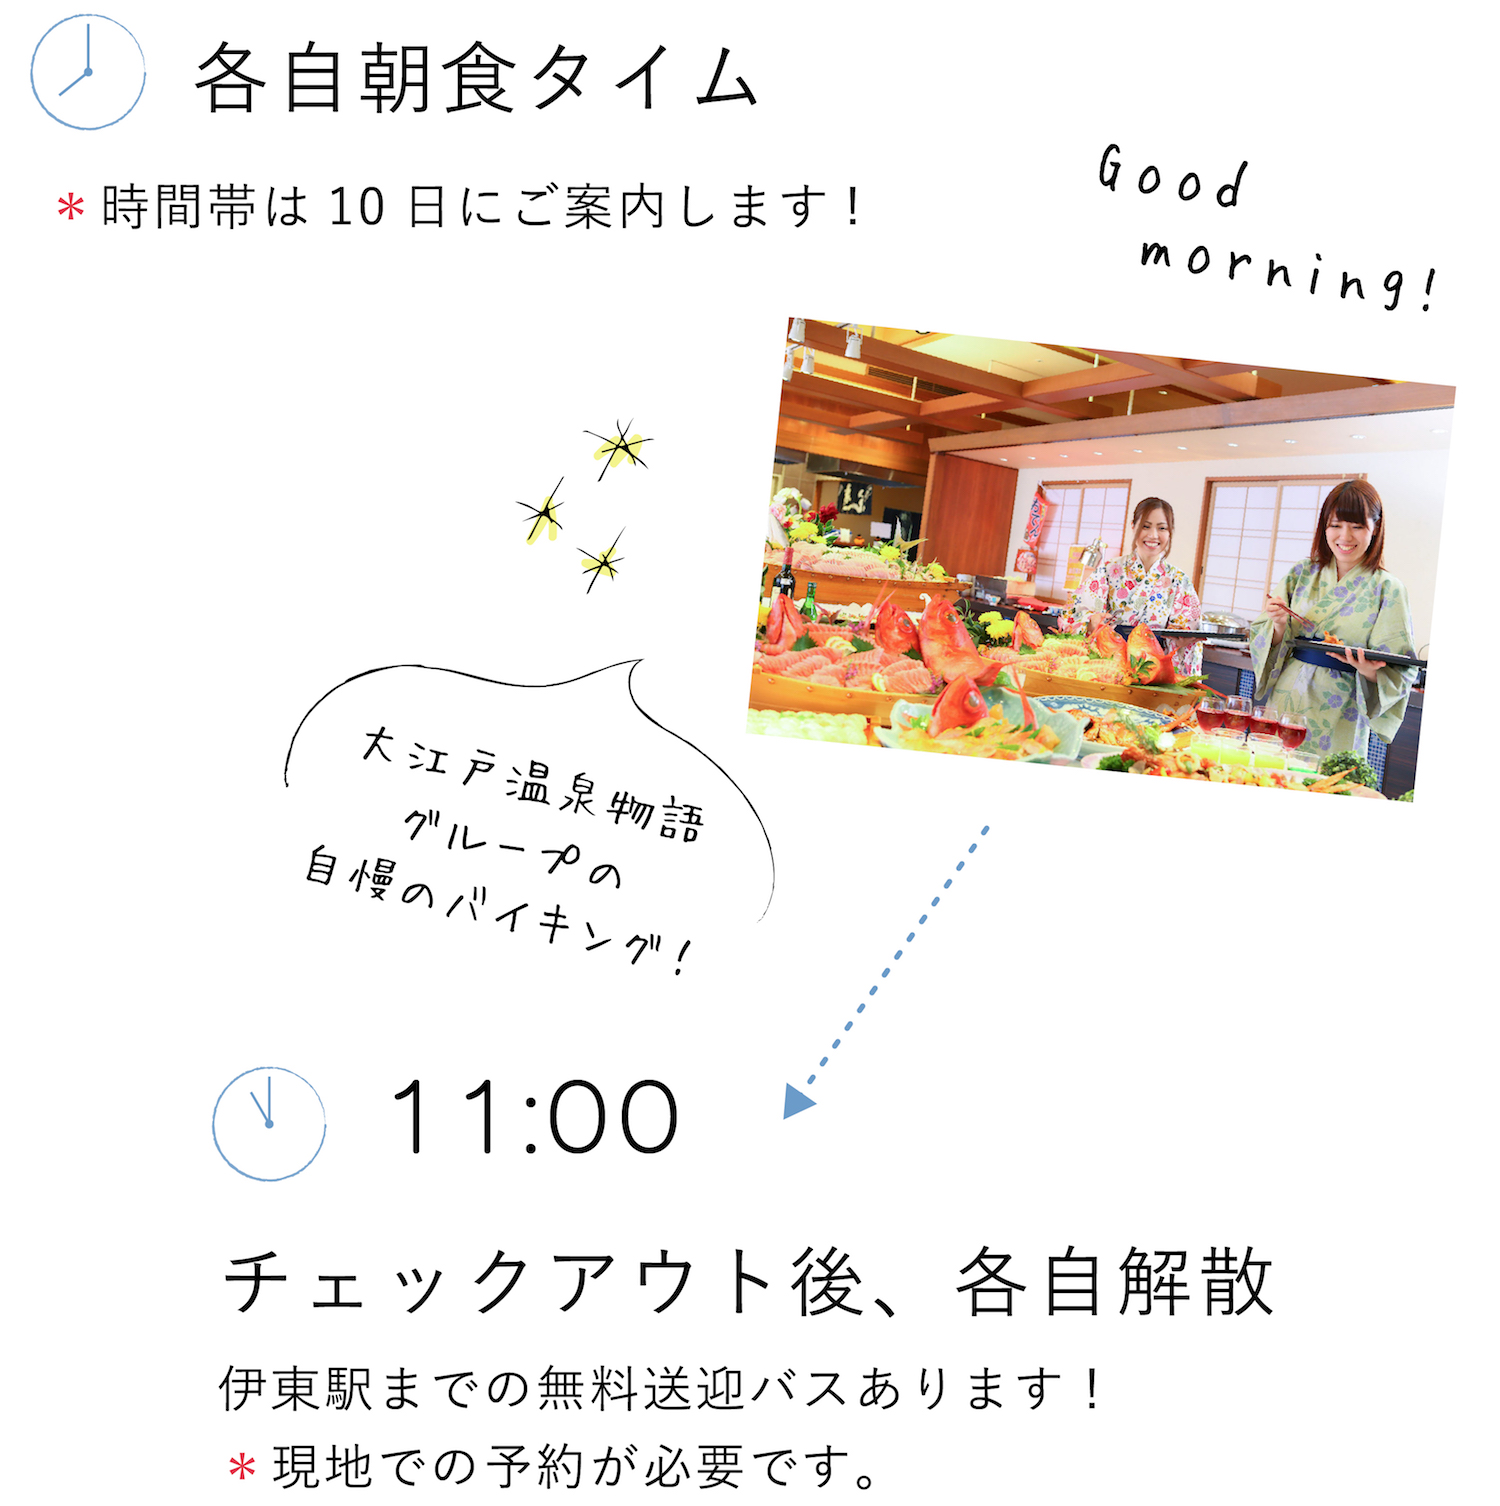 各自朝食タイム
*時間帯は10日にご案内します！
Good
morning!
大江戸温泉物語
グループの
自慢のバイキング！
11:00
チェックアウト後、各自解散
伊東駅までの無料送迎バスあります！
*現地での予約が必要です。